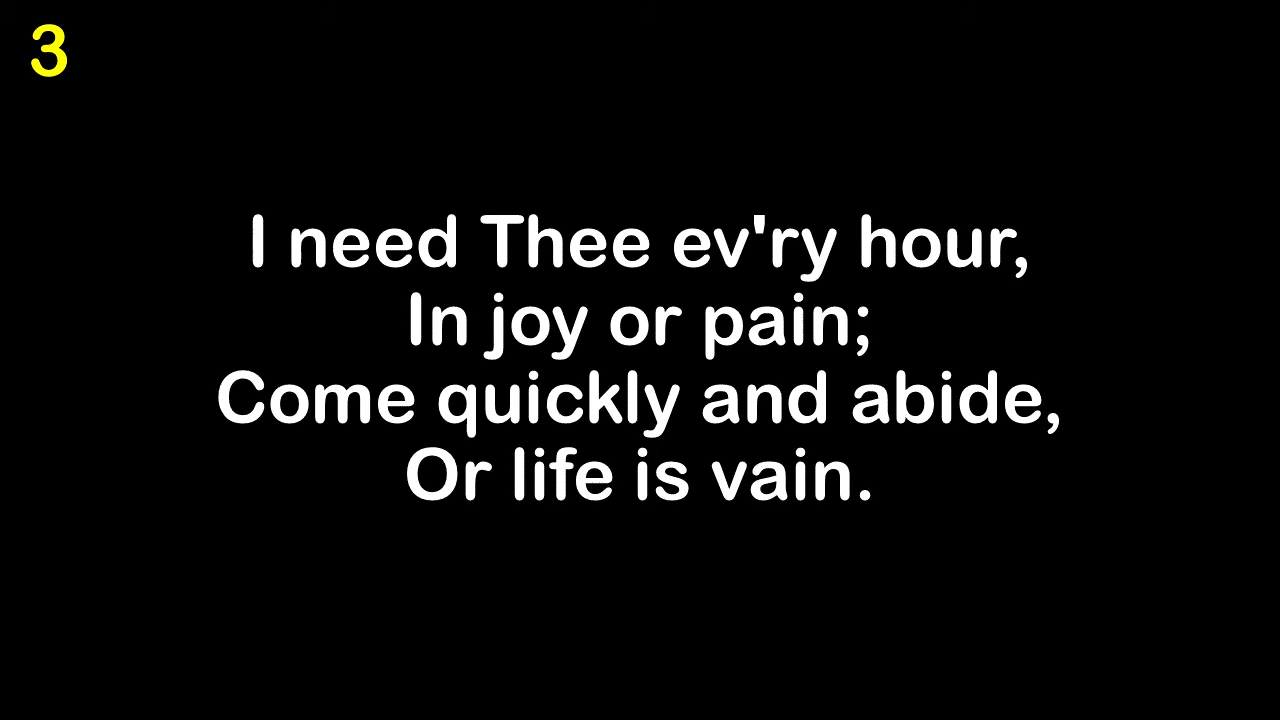 3
I need Thee ev'ry hour,
In joy or pain;
Come quickly and abide,
Or life is vain.